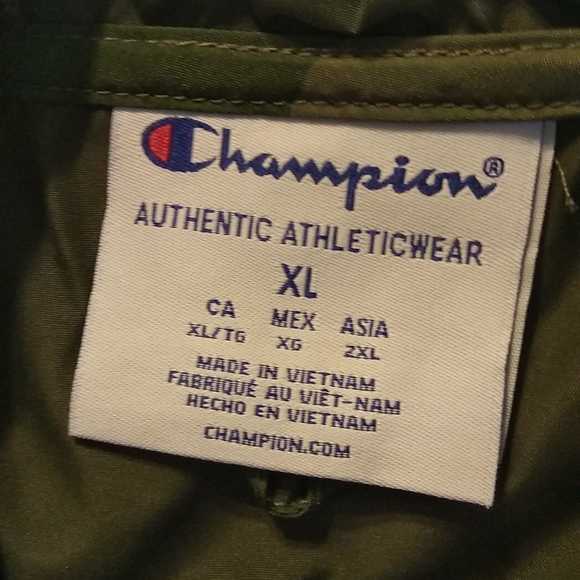 Champion®
AUTHENTIC ATHLETICWEAR
XL
CA MEX ASIA
XL/TG XG 2XL
MADE IN VIETNAM
FABRIQUÉ AU VIÊT-NAM
HECHO EN VIETNAM
CHAMPION.COM